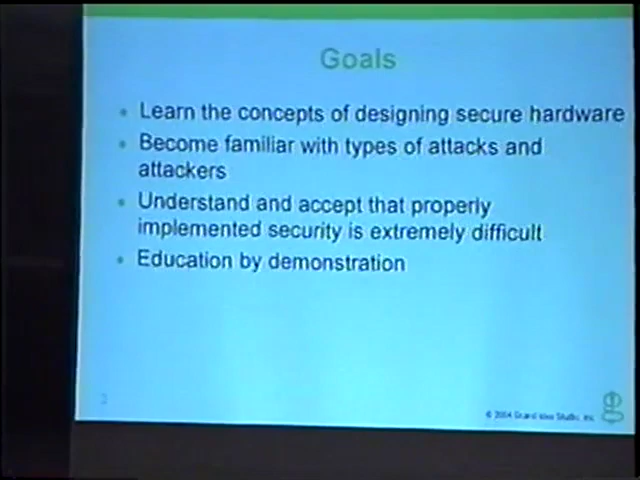 Goals
• Learn the concepts of designing secure hardware
• Become familiar with types of attacks and
attackers
• Understand and accept that properly
implemented security is extremely difficult
• Education by demonstration
2
© 2004 Grand Idea Studio, Inc.